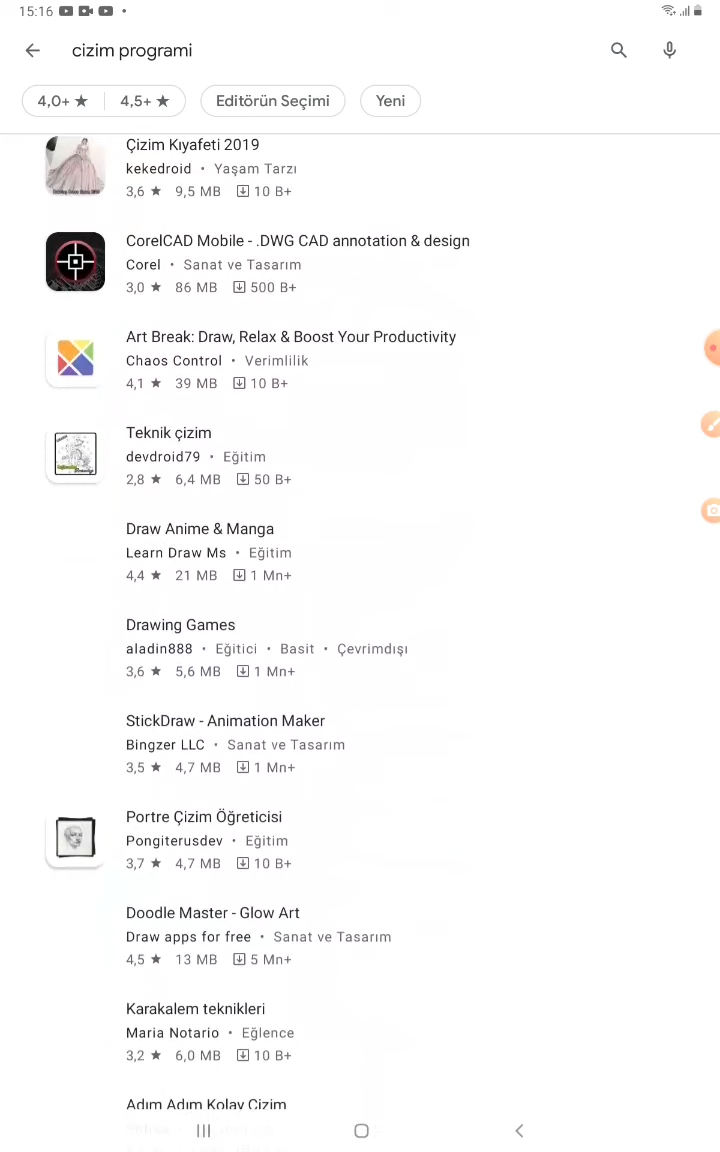 15:16
cizim programi
4,0+ ★ 4,5+ ★ Editörün Seçimi Yeni
Çizim Kıyafeti 2019
kekedroid • Yaşam Tarzı
3,6 ★ 9,5 MB 10 B+
CorelCAD Mobile - .DWG CAD annotation & design
Corel • Sanat ve Tasarım
3,0 ★ 86 MB 500 B+
Art Break: Draw, Relax & Boost Your Productivity
Chaos Control • Verimlilik
4,1 ★ 39 MB 10 B+
Teknik çizim
devdroid79 • Eğitim
2,8 ★ 6,4 MB 50 B+
Draw Anime & Manga
Learn Draw Ms • Eğitim
4,4 ★ 21 MB 1 Mn+
Drawing Games
aladin888 • Eğitici • Basit • Çevrimdışı
3,6 ★ 5,6 MB 1 Mn+
StickDraw - Animation Maker
Bingzer LLC • Sanat ve Tasarım
3,5 ★ 4,7 MB 1 Mn+
Portre Çizim Öğreticisi
Pongiterusdev • Eğitim
3,7 ★ 4,7 MB 10 B+
Doodle Master - Glow Art
Draw apps for free • Sanat ve Tasarım
4,5 ★ 13 MB 5 Mn+
Karakalem teknikleri
Maria Notario • Eğlence
3,2 ★ 6,0 MB 10 B+
Adım Adım Kolay Çizim